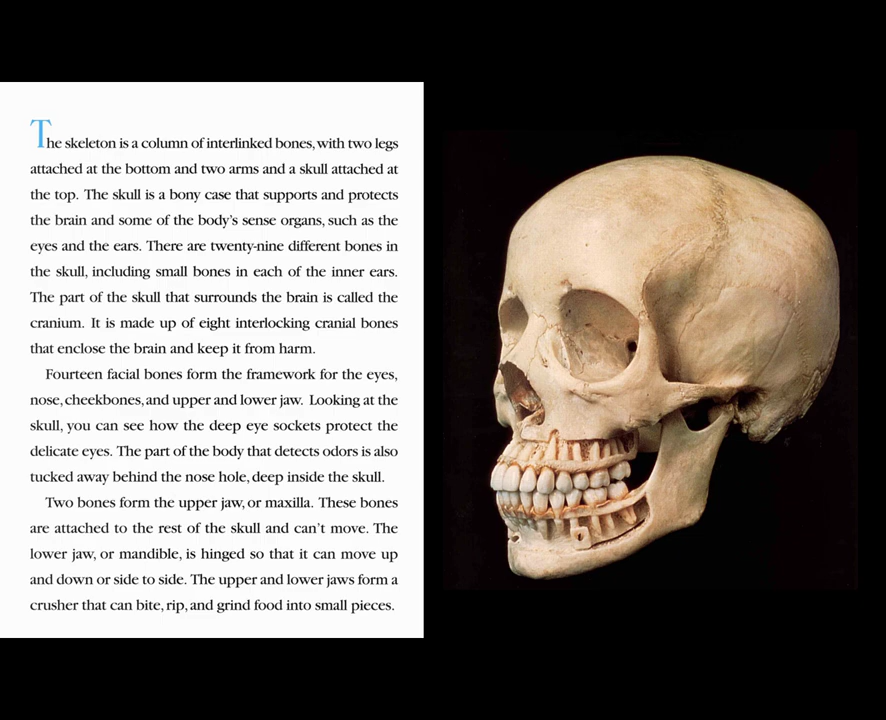 The skeleton is a column of interlinked bones, with two legs
attached at the bottom and two arms and a skull attached at
the top. The skull is a bony case that supports and protects
the brain and some of the body's sense organs, such as the
eyes and the ears. There are twenty-nine different bones in
the skull, including small bones in each of the inner ears.
The part of the skull that surrounds the brain is called the
cranium. It is made up of eight interlocking cranial bones
that enclose the brain and keep it from harm.
Fourteen facial bones form the framework for the eyes,
nose, cheekbones, and upper and lower jaw. Looking at the
skull, you can see how the deep eye sockets protect the
delicate eyes. The part of the body that detects odors is also
tucked away behind the nose hole, deep inside the skull.
Two bones form the upper jaw, or maxilla. These bones
are attached to the rest of the skull and can't move. The
lower jaw, or mandible, is hinged so that it can move up
and down or side to side. The upper and lower jaws form a
crusher that can bite, rip, and grind food into small pieces.